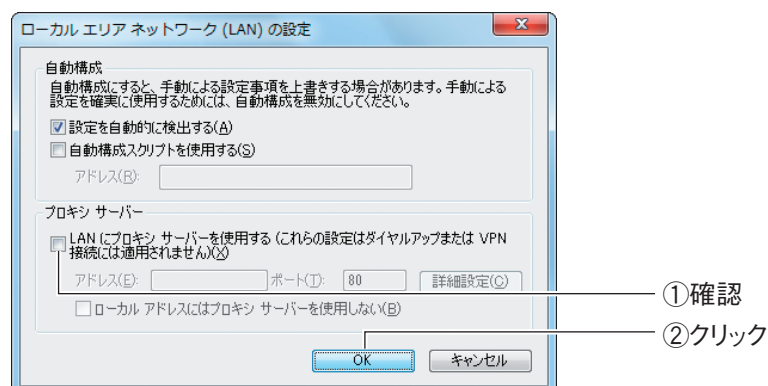 ローカル エリア ネットワーク (LAN) の設定
自動構成
自動構成にすると、手動による設定事項を上書きする場合があります。手動による
設定を確実に使用するためには、自動構成を無効にしてください。
設定を自動的に検出する(A)
自動構成スクリプトを使用する(S)
アドレス(R):
プロキシ サーバー
LAN にプロキシ サーバーを使用する (これらの設定はダイヤルアップまたは VPN
接続には適用されません)(X)
アドレス(E): ポート(T): 80 詳細設定(C)
ローカル アドレスにはプロキシ サーバーを使用しない(B)
①確認
②クリック
OK キャンセル